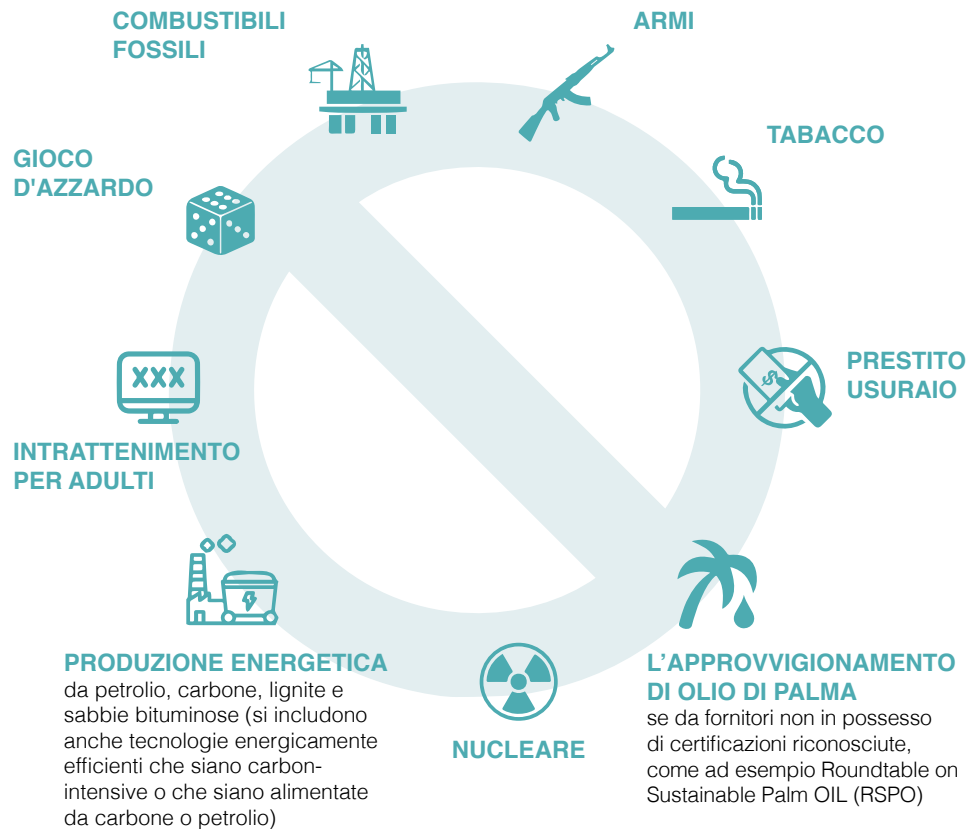 COMBUSTIBILI
FOSSILI
ARMI
TABACCO
GIOCO
D'AZZARDO
XXX
$
PRESTITO
USURAIO
INTRATTENIMENTO
PER ADULTI
PRODUZIONE ENERGETICA
da petrolio, carbone, lignite e
sabbie bituminose (si includono
anche tecnologie energicamente
efficienti che siano carbon-
intensive o che siano alimentate
da carbone o petrolio)
NUCLEARE
L’APPROVVIGIONAMENTO
DI OLIO DI PALMA
se da fornitori non in possesso
di certificazioni riconosciute,
come ad esempio Roundtable on
Sustainable Palm OIL (RSPO)